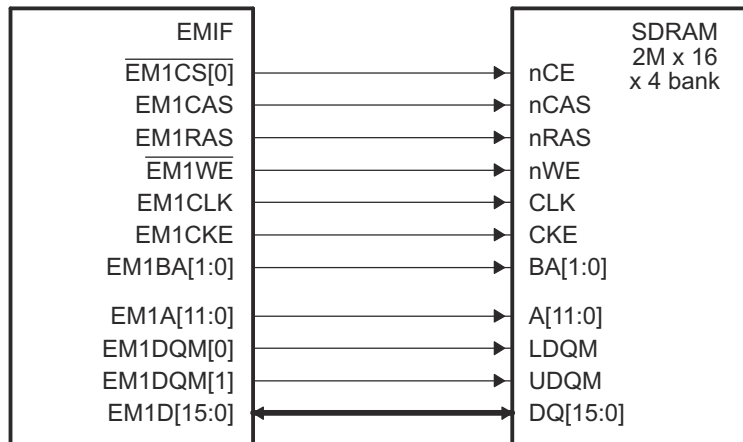 EMIF
EM1CS[0]
EM1CAS
EM1RAS
EM1WE
EM1CLK
EM1CKE
EM1BA[1:0]
EM1A[11:0]
EM1DQM[0]
EM1DQM[1]
EM1D[15:0]
SDRAM
2M x 16
x 4 bank
nCE
nCAS
nRAS
nWE
CLK
CKE
BA[1:0]
A[11:0]
LDQM
UDQM
DQ[15:0]